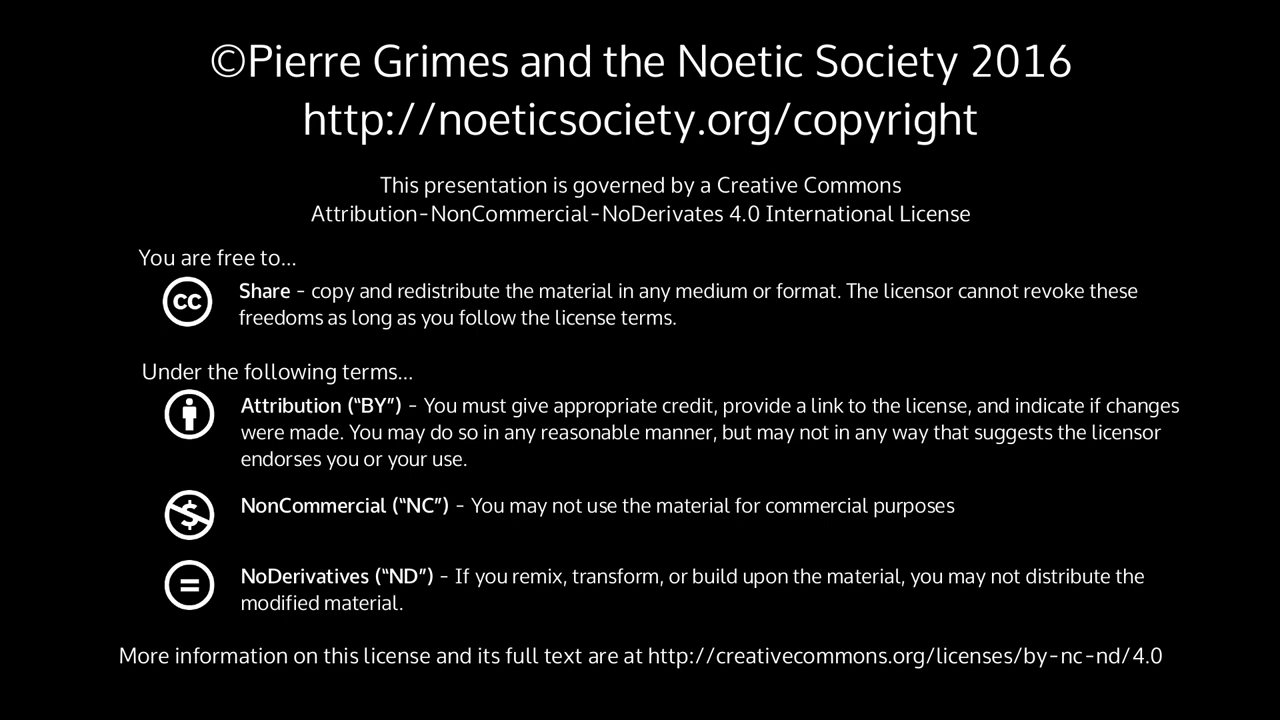 ©Pierre Grimes and the Noetic Society 2016
http://noeticsociety.org/copyright
This presentation is governed by a Creative Commons
Attribution-NonCommercial-NoDerivates 4.0 International License
You are free to...
cc
Share - copy and redistribute the material in any medium or format. The licensor cannot revoke these
freedoms as long as you follow the license terms.
Under the following terms...
Attribution (“BY”) - You must give appropriate credit, provide a link to the license, and indicate if changes
were made. You may do so in any reasonable manner, but may not in any way that suggests the licensor
endorses you or your use.
NonCommercial (“NC”) - You may not use the material for commercial purposes
NoDerivatives (“ND”) - If you remix, transform, or build upon the material, you may not distribute the
modified material.
More information on this license and its full text are at http://creativecommons.org/licenses/by-nc-nd/4.0